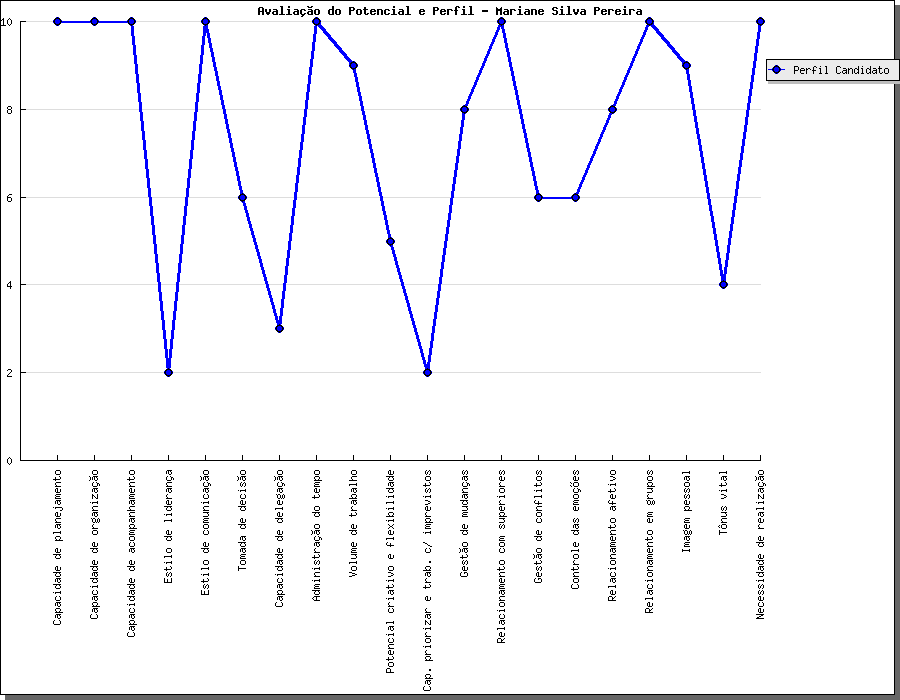 Avaliação do Potencial e Perfil - Mariane Silva Pereira
10
8
6
4
2
0
Perfil Candidato
Capacidade de planejamento
Capacidade de organização
Capacidade de acompanhamento
Estilo de liderança
Estilo de comunicação
Tomada de decisão
Capacidade de delegação
Administração do tempo
Volume de trabalho
Potencial criativo e flexibilidade
Cap. priorizar e trab. c/ imprevistos
Gestão de mudanças
Relacionamento com superiores
Gestão de conflitos
Controle das emoções
Relacionamento afetivo
Relacionamento em grupos
Imagem pessoal
Tônus vital
Necessidade de realização